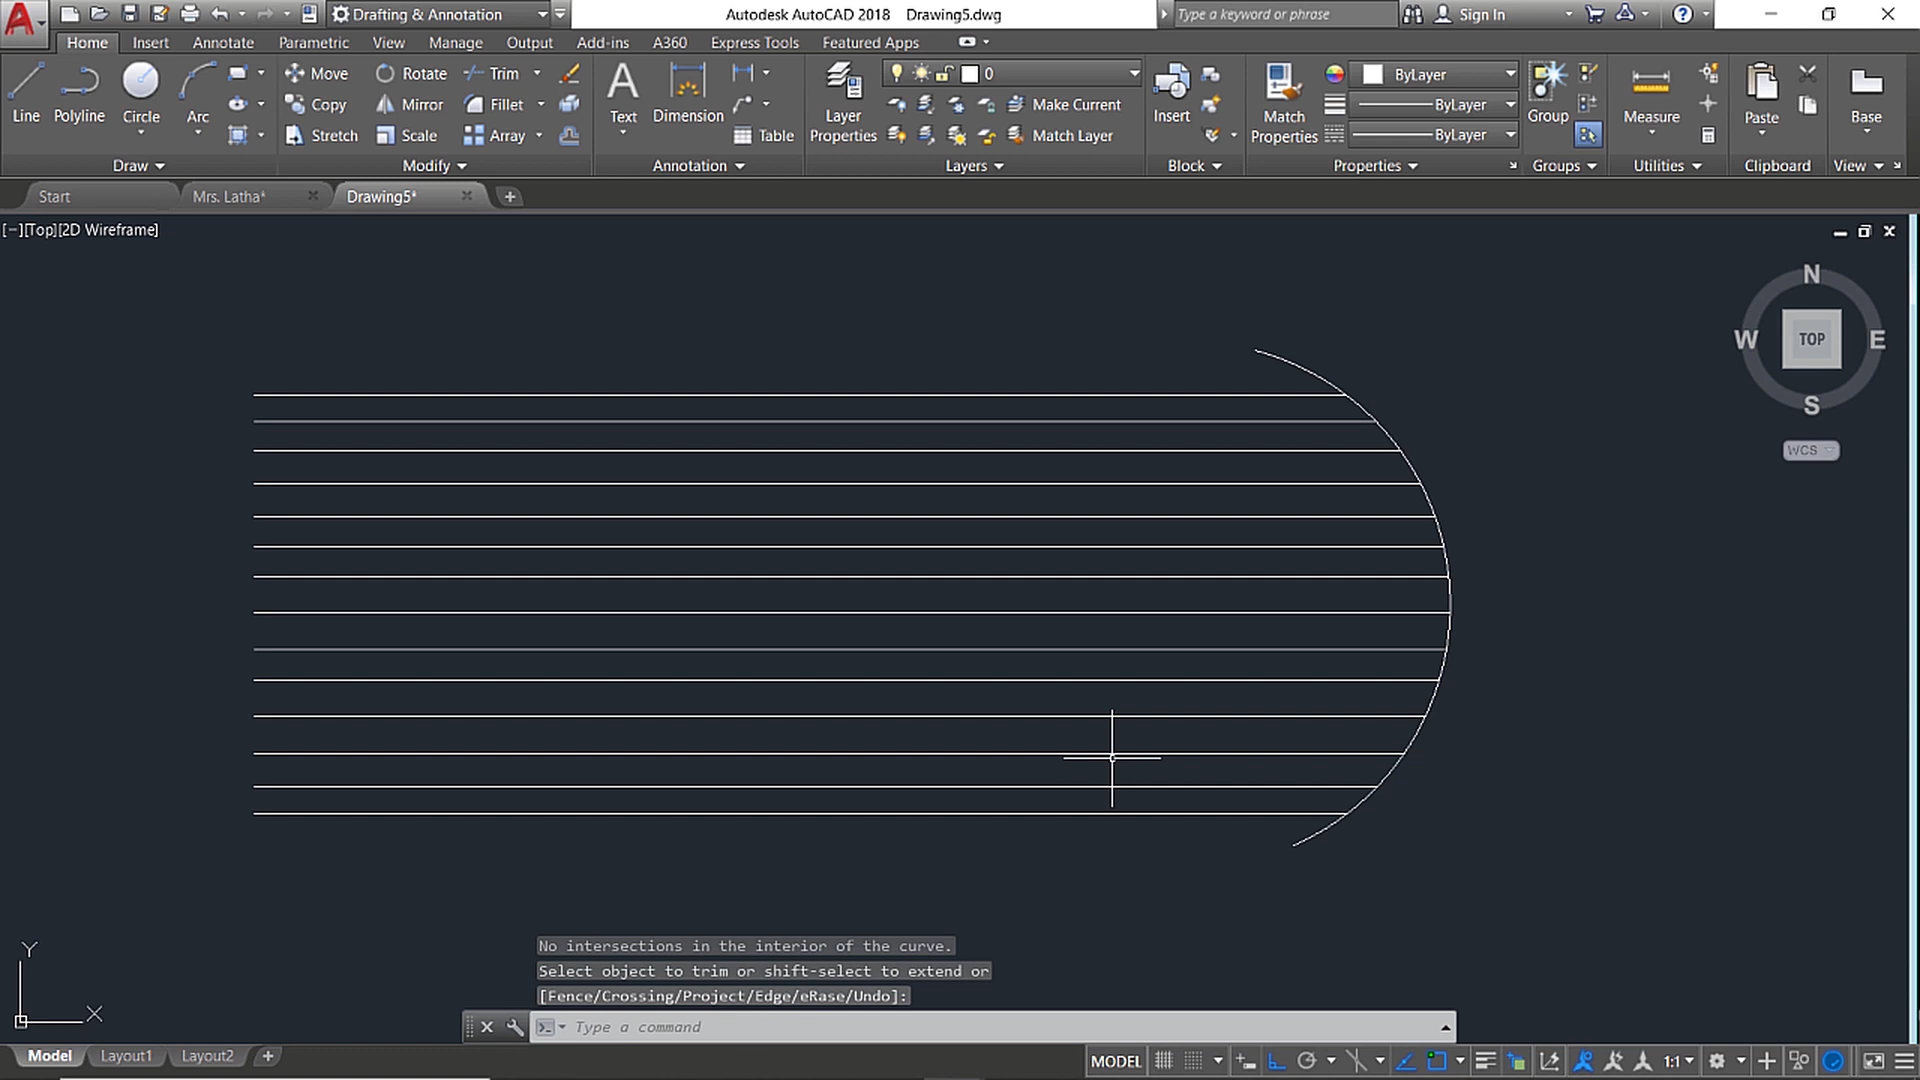 Drafting & Annotation
Autodesk AutoCAD 2018 Drawing5.dwg
Type a keyword or phrase
Sign In
Home Insert Annotate Parametric View Manage Output Add-ins A360 Express Tools Featured Apps
Line Polyline Circle Arc
Move Rotate Trim
Copy Mirror Fillet
Stretch Scale Array
Text Dimension Table
Layer Properties
0
Make Current
Match Layer
Insert
Match Properties
ByLayer
ByLayer
ByLayer
Group
Measure
Paste
Base
Draw Modify Annotation Layers Block Properties Groups Utilities Clipboard View
Start Mrs. Latha* Drawing5*
[−][Top][2D Wireframe]
N
W TOP E
S
WCS
Y
X
No intersections in the interior of the curve.
Select object to trim or shift-select to extend or
[Fence/Crossing/Project/Edge/eRase/Undo]:
Type a command
Model Layout1 Layout2 +
MODEL
1:1